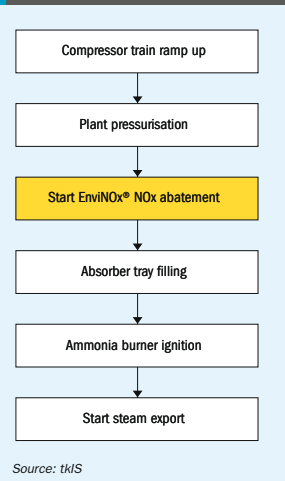 Compressor train ramp up
Plant pressurisation
Start EnviNOx® NOx abatement
Absorber tray filling
Ammonia burner ignition
Start steam export
Source: tkIS